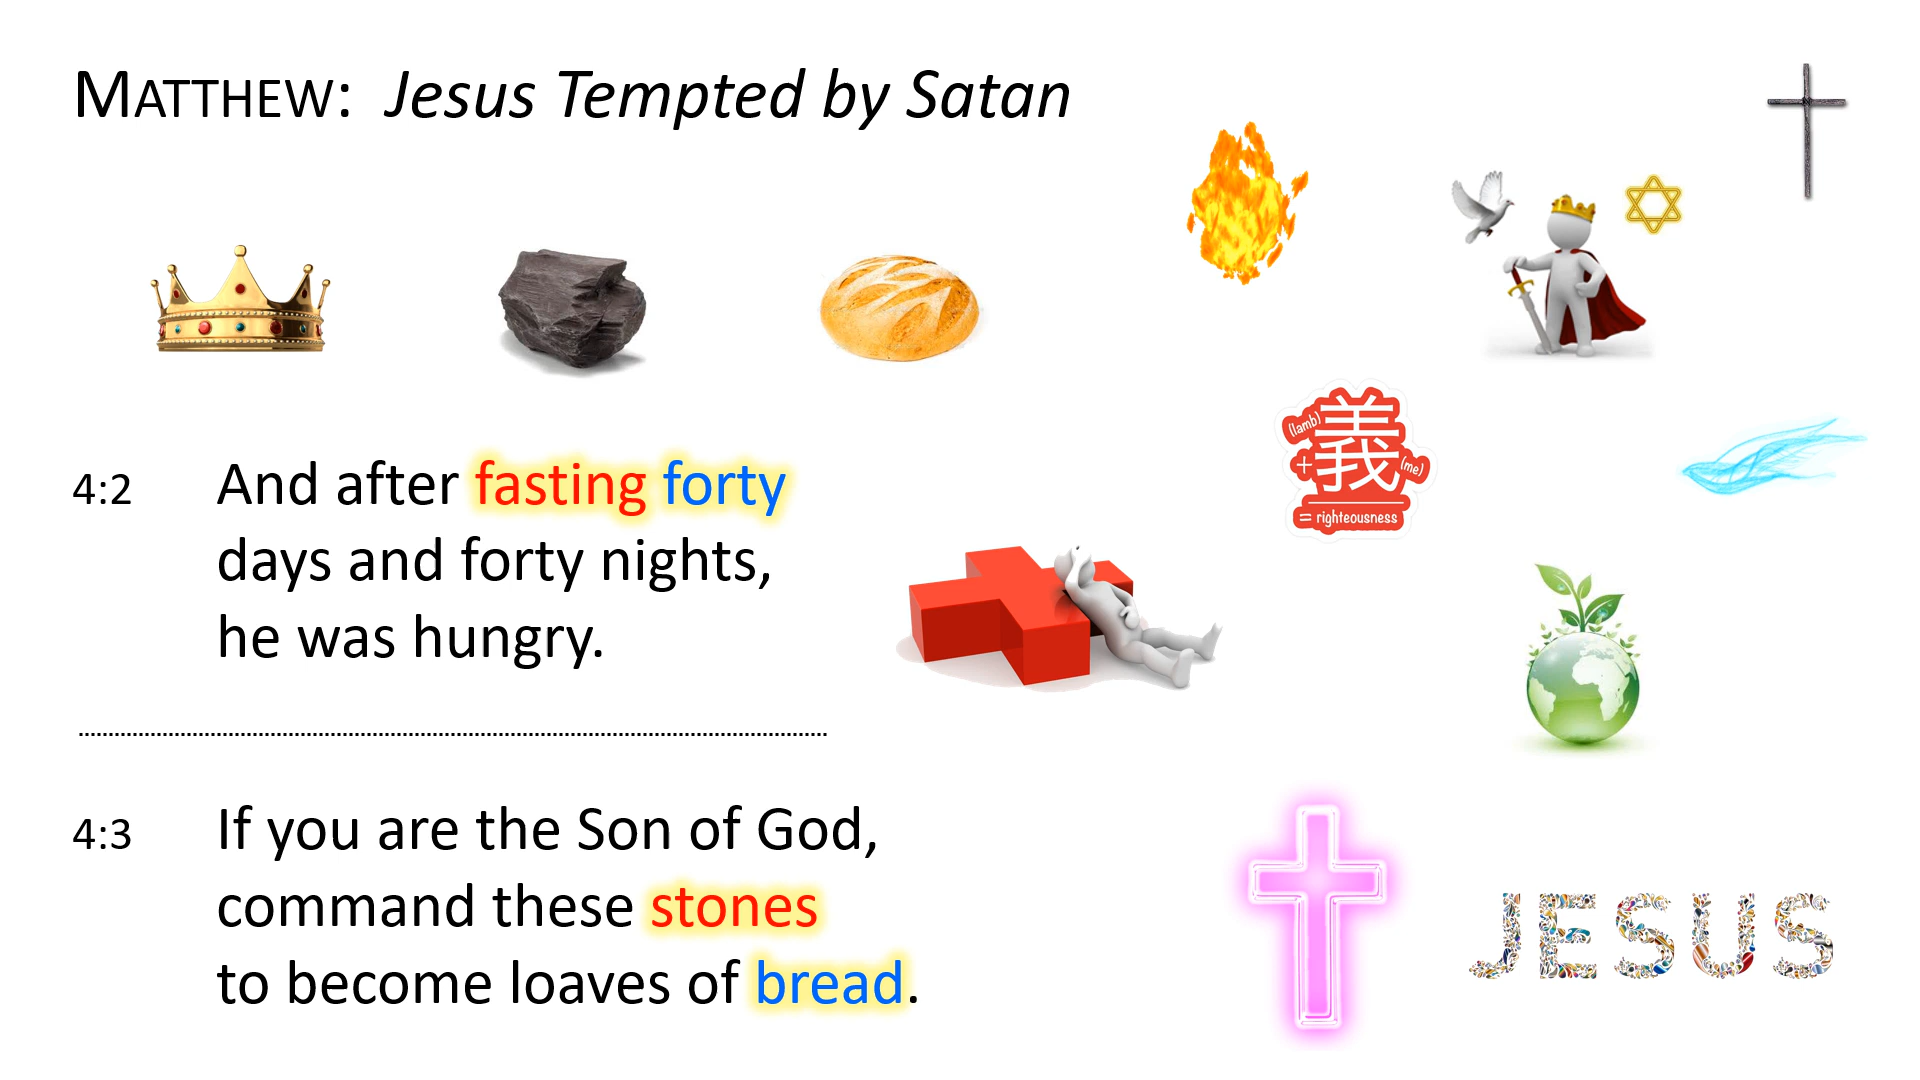 MATTHEW: Jesus Tempted by Satan
4:2 And after fasting forty
days and forty nights,
he was hungry.
4:3 If you are the Son of God,
command these stones
to become loaves of bread.
(lamb)
義
+ (me)
= righteousness
JESUS